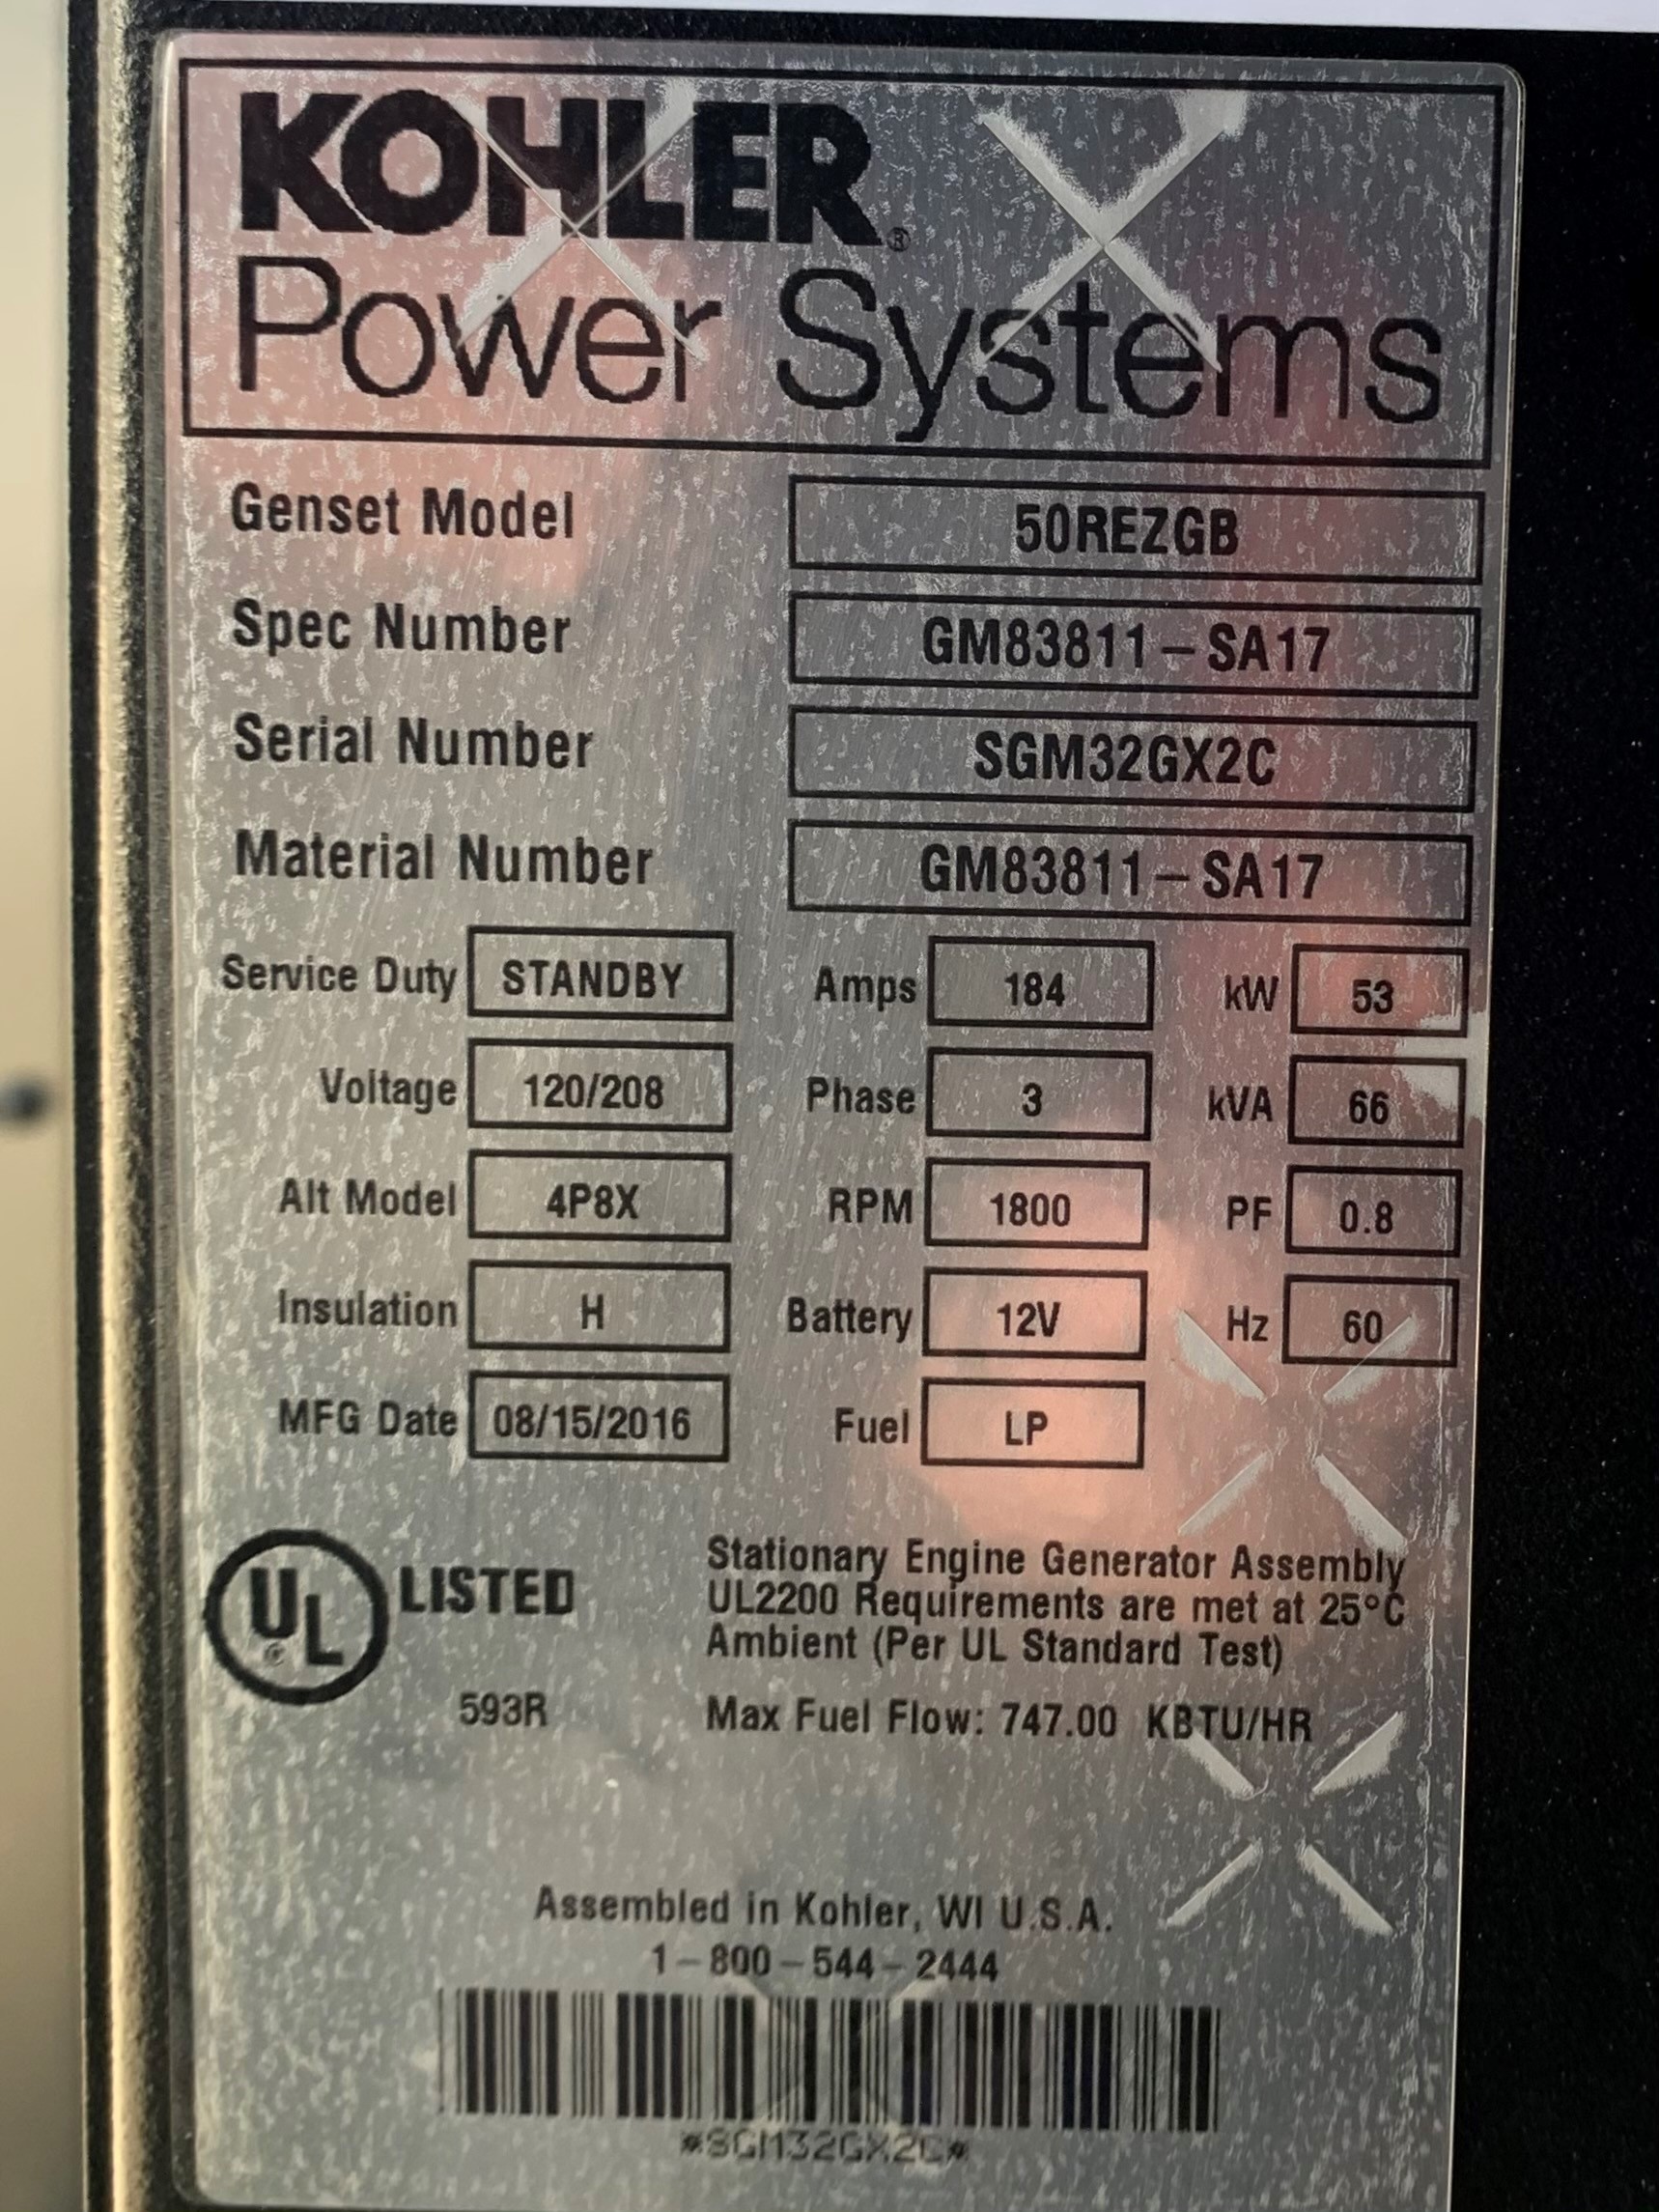 KOHLER®
Power Systems
Genset Model 50REZGB
Spec Number GM83811-SA17
Serial Number SGM32GX2C
Material Number GM83811-SA17
Service Duty STANDBY Amps 184 kW 53
Voltage 120/208 Phase 3 kVA 66
Alt Model 4P8X RPM 1800 PF 0.8
Insulation H Battery 12V Hz 60
MFG Date 08/15/2016 Fuel LP
UL® LISTED
593R
Stationary Engine Generator Assembly
UL2200 Requirements are met at 25°C
Ambient (Per UL Standard Test)
Max Fuel Flow: 747.00 KBTU/HR
Assembled in Kohler, WI U.S.A.
1-800-544-2444
*SGM32GX2C*